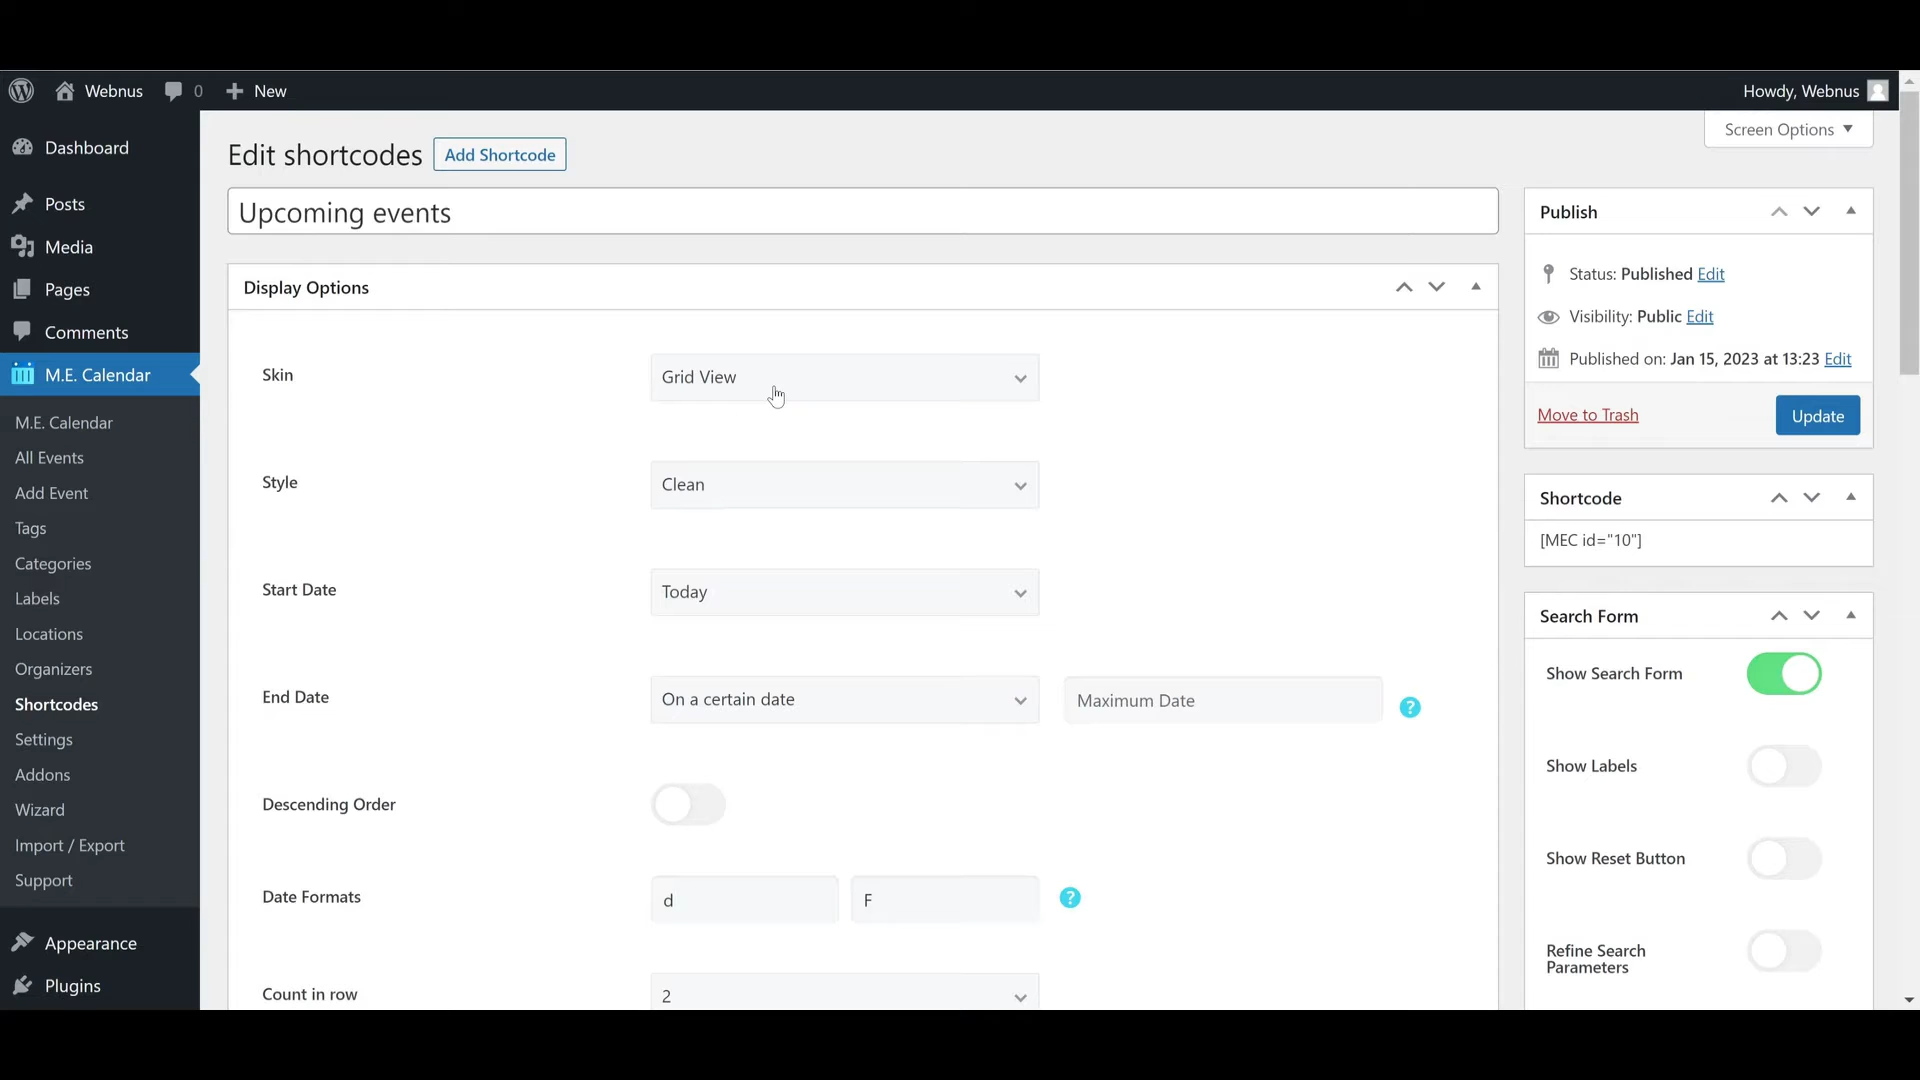 Webnus 0 New Howdy, Webnus
Screen Options
Dashboard
Posts
Media
Pages
Comments
M.E. Calendar
M.E. Calendar
All Events
Add Event
Tags
Categories
Labels
Locations
Organizers
Shortcodes
Settings
Addons
Wizard
Import / Export
Support
Appearance
Plugins
Edit shortcodes Add Shortcode
Upcoming events
Display Options
Skin Grid View
Style Clean
Start Date Today
End Date On a certain date Maximum Date ?
Descending Order
Date Formats d F ?
Count in row 2
Publish
Status: Published Edit
Visibility: Public Edit
Published on: Jan 15, 2023 at 13:23 Edit
Move to Trash Update
Shortcode
[MEC id="10"]
Search Form
Show Search Form
Show Labels
Show Reset Button
Refine Search
Parameters